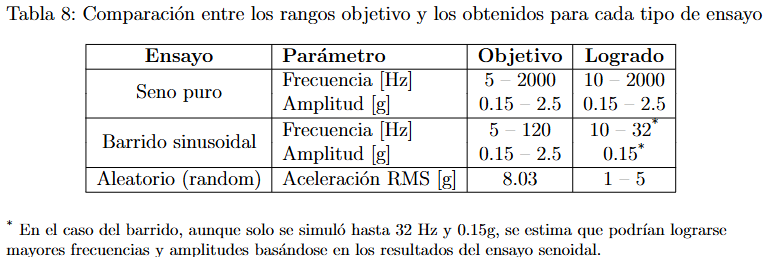 Tabla 8: Comparación entre los rangos objetivo y los obtenidos para cada tipo de ensayo
Ensayo Parámetro Objetivo Logrado
Seno puro Frecuencia [Hz] 5 – 2000 10 – 2000
Amplitud [g] 0.15 – 2.5 0.15 – 2.5
Barrido sinusoidal Frecuencia [Hz] 5 – 120 10 – 32*
Amplitud [g] 0.15 – 2.5 0.15*
Aleatorio (random) Aceleración RMS [g] 8.03 1 – 5
* En el caso del barrido, aunque solo se simuló hasta 32 Hz y 0.15g, se estima que podrían lograrse
mayores frecuencias y amplitudes basándose en los resultados del ensayo senoidal.